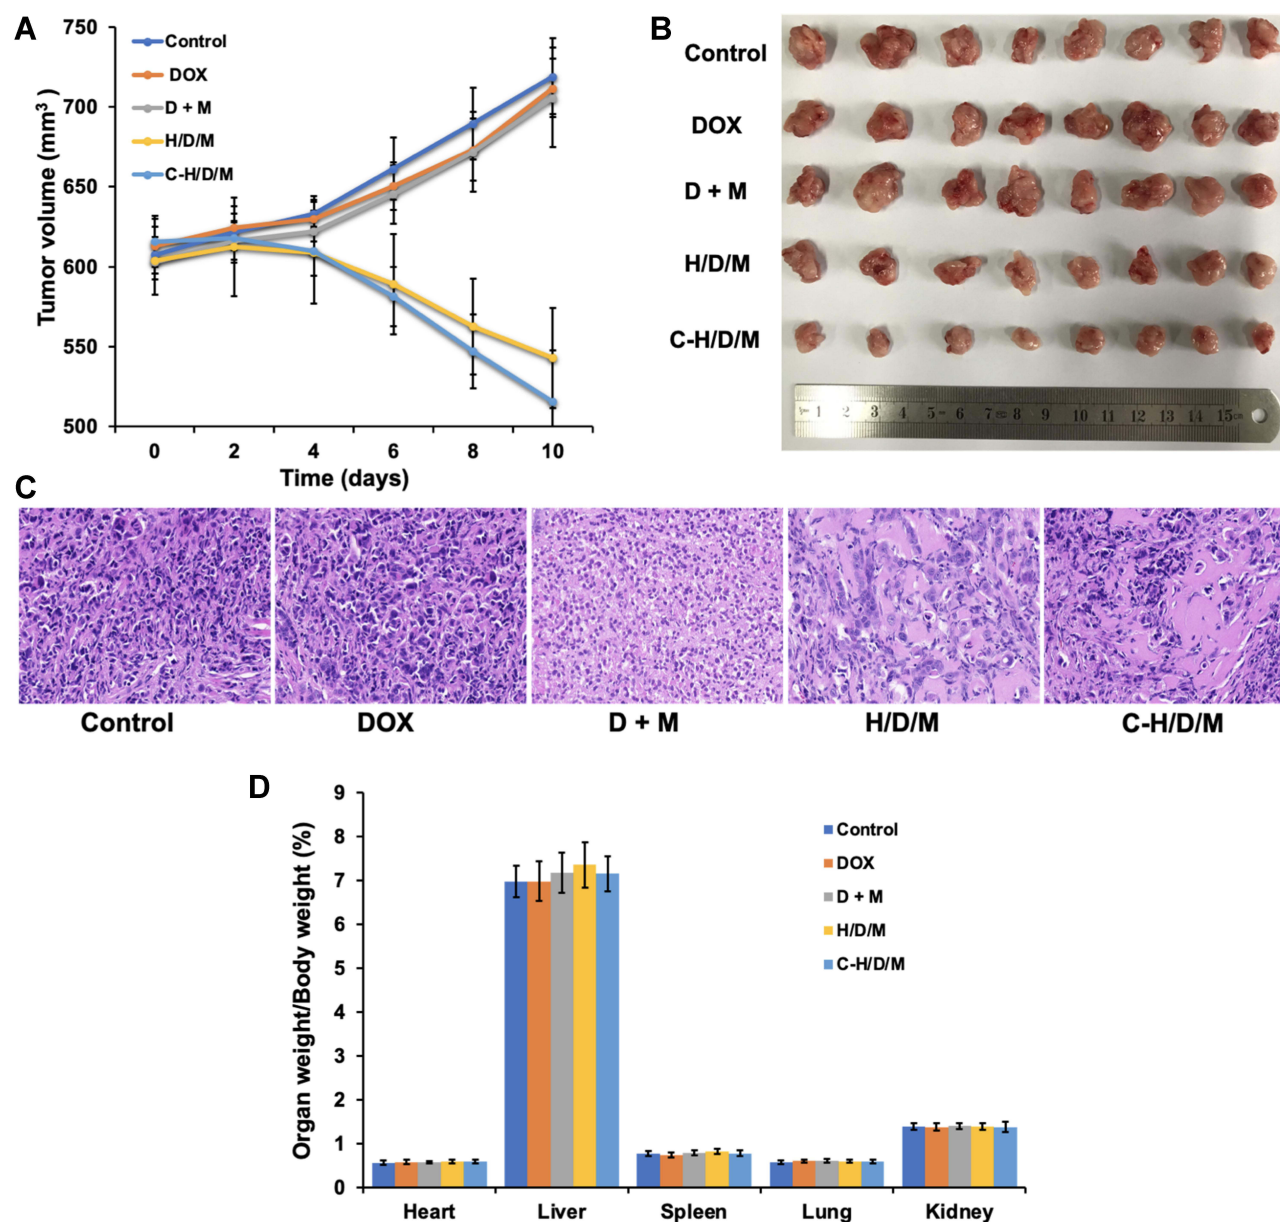 A
750
700
650
600
550
500
Tumor volume (mm³ )
Control
DOX
D + M
H/D/M
C-H/D/M
0 2 4 6 8 10
Time (days)
B
Control
DOX
D + M
H/D/M
C-H/D/M
1 2 3 4 5 6 7 8 9 10 11 12 13 14 15
C
Control DOX D + M H/D/M C-H/D/M
D
9
8
7
6
5
4
3
2
1
0
Organ weight/Body weight (%)
Control
DOX
D + M
H/D/M
C-H/D/M
Heart Liver Spleen Lung Kidney